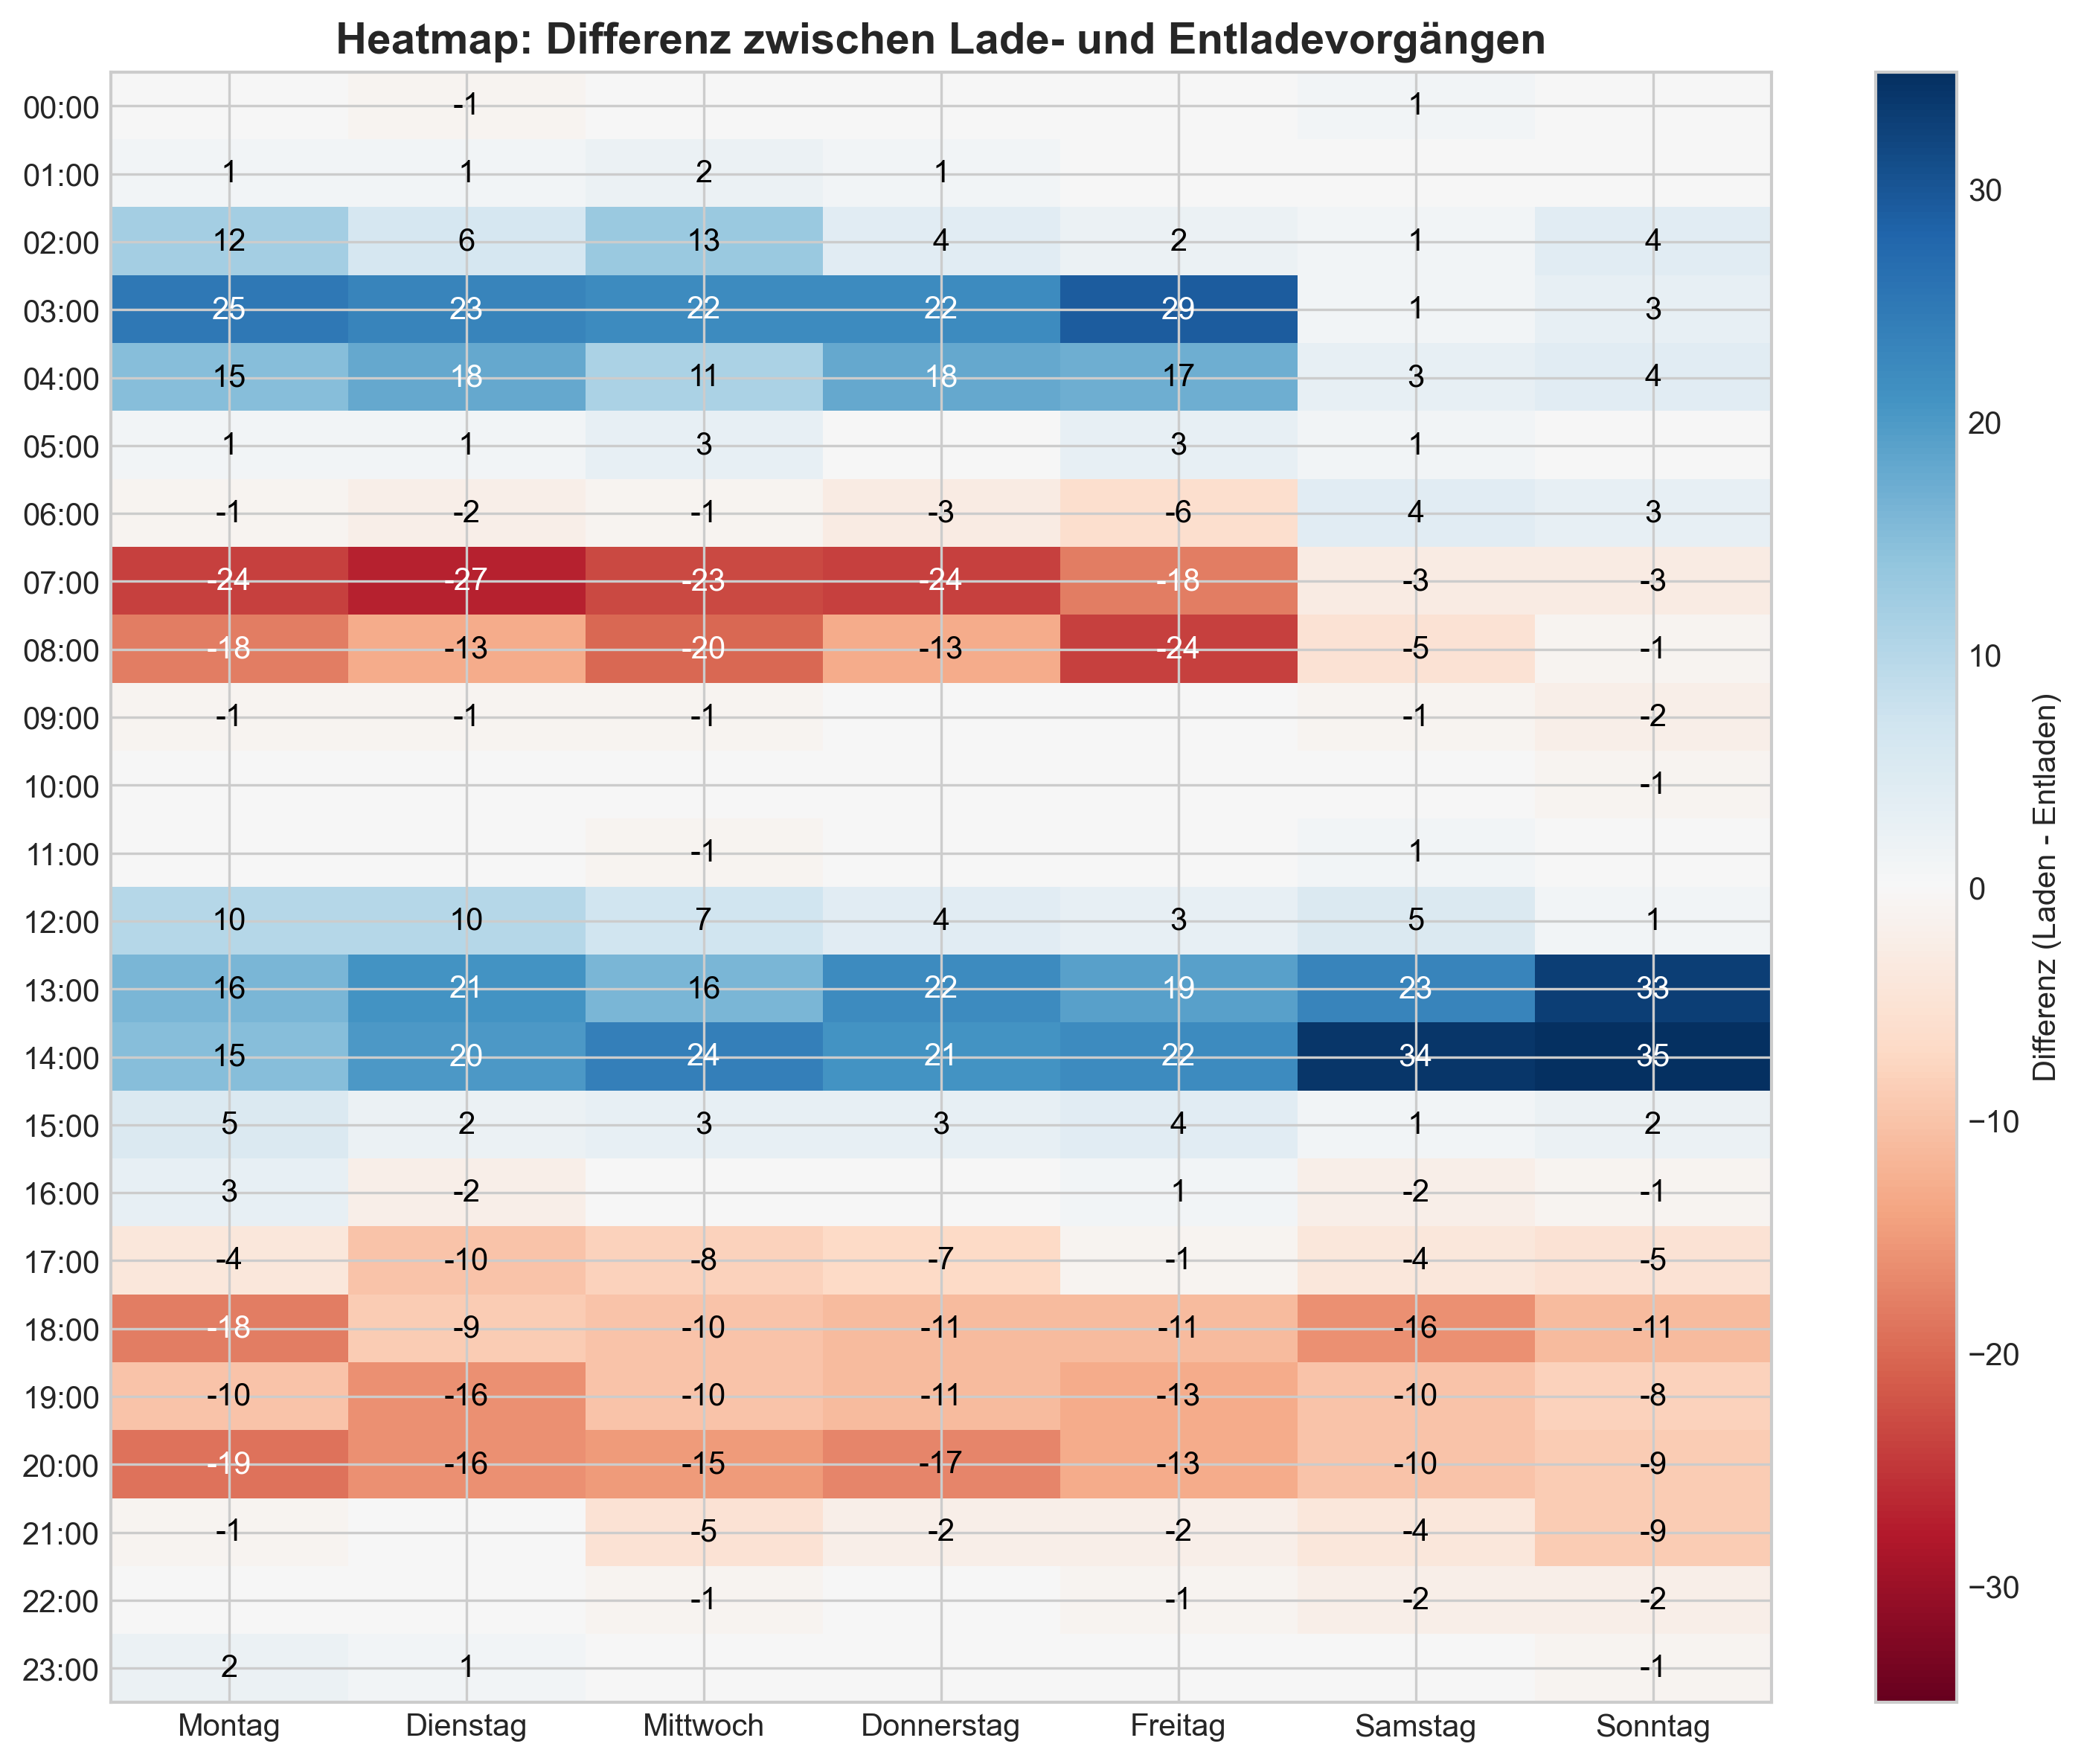 Heatmap: Differenz zwischen Lade- und Entladevorgängen
00:00 -1 1
01:00 1 1 2 1
02:00 12 6 13 4 2 1 4
03:00 25 23 22 22 29 1 3
04:00 15 18 11 18 17 3 4
05:00 1 1 3 3 1
06:00 -1 -2 -1 -3 -6 4 3
07:00 -24 -27 -23 -24 -18 -3 -3
08:00 -18 -13 -20 -13 -24 -5 -1
09:00 -1 -1 -1 -1 -2
10:00 -1
11:00 -1 1
12:00 10 10 7 4 3 5 1
13:00 16 21 16 22 19 23 33
14:00 15 20 24 21 22 34 35
15:00 5 2 3 3 4 1 2
16:00 3 -2 1 -2 -1
17:00 -4 -10 -8 -7 -1 -4 -5
18:00 -18 -9 -10 -11 -11 -16 -11
19:00 -10 -16 -10 -11 -13 -10 -8
20:00 -19 -16 -15 -17 -13 -10 -9
21:00 -1 -5 -2 -2 -4 -9
22:00 -1 -1 -2 -2
23:00 2 1 -1
Montag Dienstag Mittwoch Donnerstag Freitag Samstag Sonntag
30
20
10
0
−10
−20
−30
Differenz (Laden - Entladen)